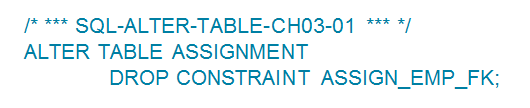 /* *** SQL-ALTER-TABLE-CH03-01 *** */
ALTER TABLE ASSIGNMENT
DROP CONSTRAINT ASSIGN_EMP_FK;